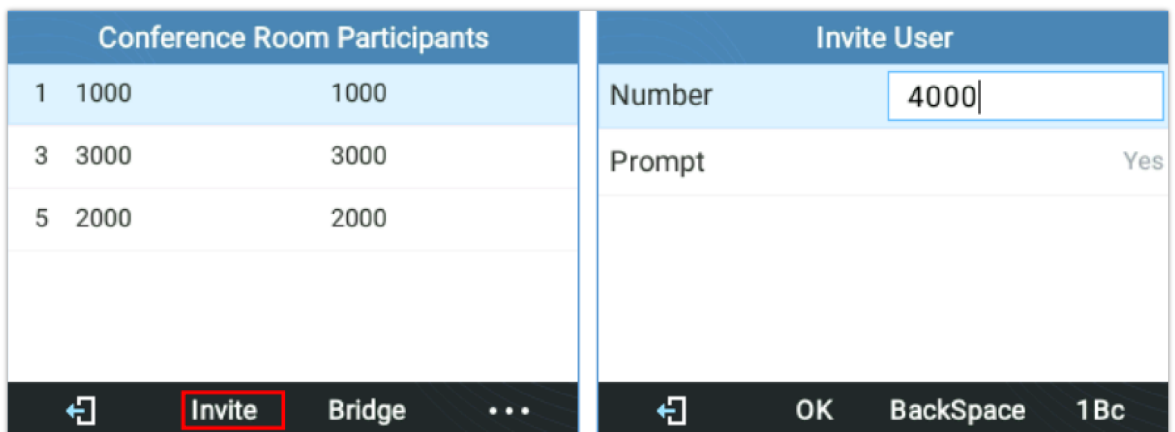 Conference Room Participants
1 1000 1000
3 3000 3000
5 2000 2000
Invite Bridge ...
Invite User
Number 4000
Prompt Yes
OK BackSpace 1Bc